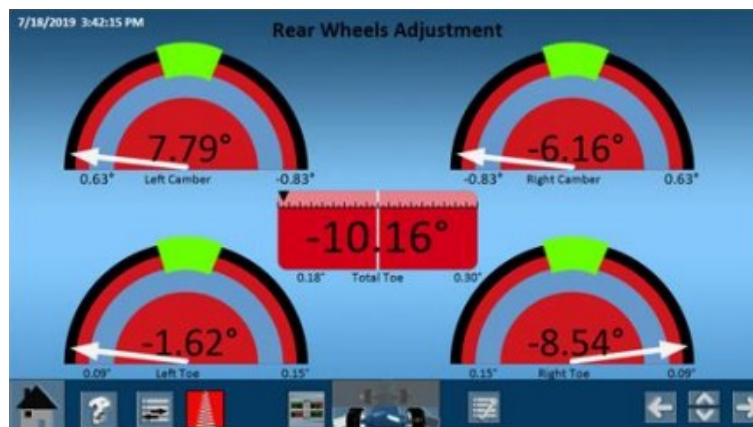 7/18/2019 3:42:15 PM
Rear Wheels Adjustment
7.79°
0.63° Left Camber -0.83°
-6.16°
-0.83° Right Camber 0.63°
-10.16°
0.18° Total Toe 0.30°
-1.62°
0.09° Left Toe 0.15°
-8.54°
0.15° Right Toe 0.09°